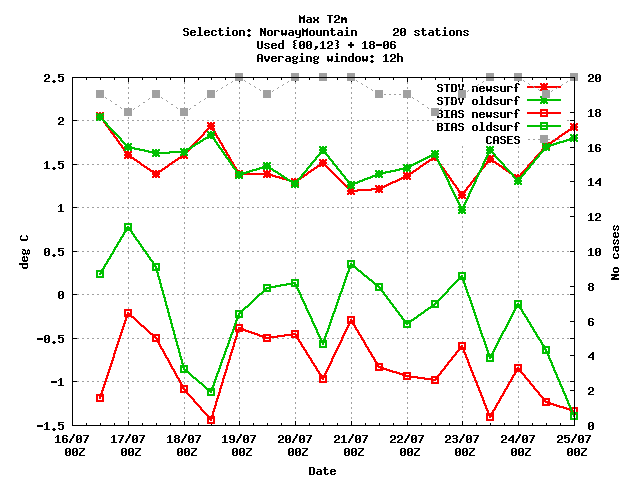 Max T2m
Selection: NorwayMountain     20 stations
Used {00,12} + 18-06
Averaging window: 12h
2.5
2
1.5
1
0.5
0
-0.5
-1
-1.5
deg C
20
18
16
14
12
10
8
6
4
2
0
No cases
STDV newsurf
STDV oldsurf
BIAS newsurf
BIAS oldsurf
CASES
16/07 17/07 18/07 19/07 20/07 21/07 22/07 23/07 24/07 25/07
00Z 00Z 00Z 00Z 00Z 00Z 00Z 00Z 00Z 00Z
Date